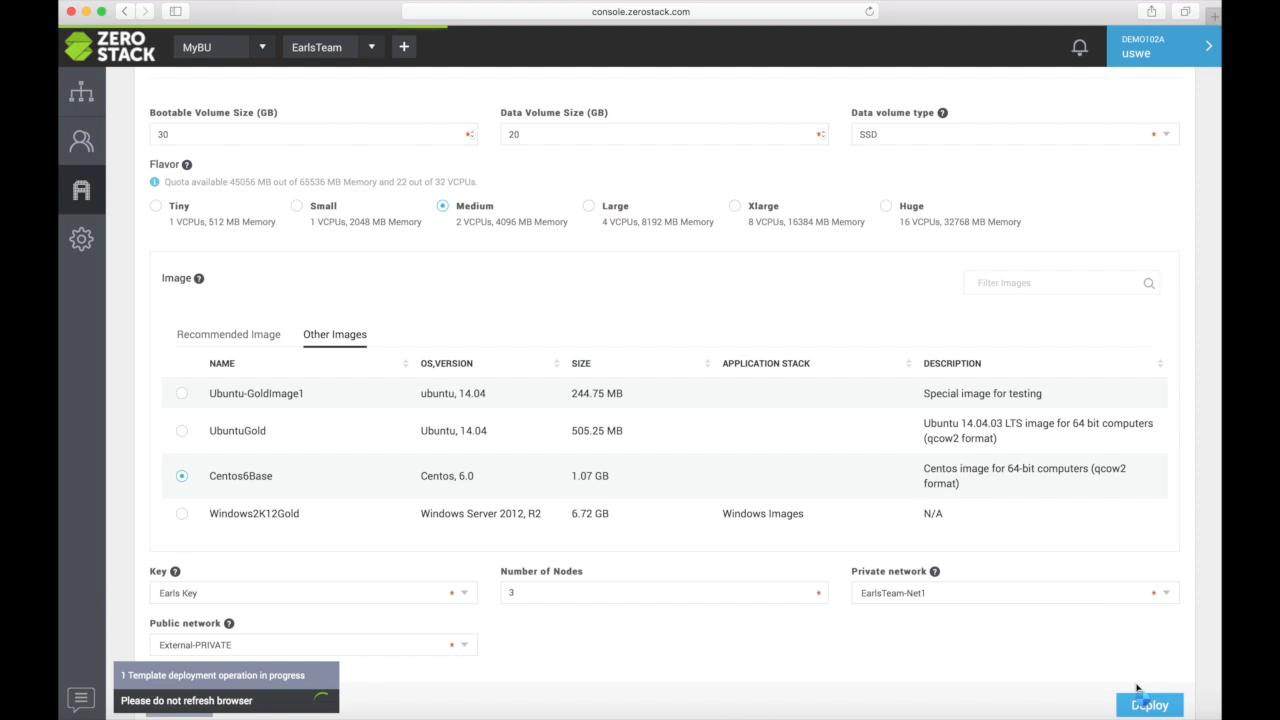 console.zerostack.com
ZERO
STACK
MyBU
EarlsTeam
+
DEMO102A
uswe
Bootable Volume Size (GB)
Data Volume Size (GB)
Data volume type ?
30 *
20 *
SSD *
Flavor ?
i Quota available 45056 MB out of 65536 MB Memory and 22 out of 32 VCPUs.
Tiny
Small
Medium
Large
Xlarge
Huge
1 VCPUs, 512 MB Memory
1 VCPUs, 2048 MB Memory
2 VCPUs, 4096 MB Memory
4 VCPUs, 8192 MB Memory
8 VCPUs, 16384 MB Memory
16 VCPUs, 32768 MB Memory
Image ?
Filter Images
Recommended Image
Other Images
NAME
OS,VERSION
SIZE
APPLICATION STACK
DESCRIPTION
Ubuntu-GoldImage1
ubuntu, 14.04
244.75 MB
Special image for testing
UbuntuGold
Ubuntu, 14.04
505.25 MB
Ubuntu 14.04.03 LTS image for 64 bit computers
(qcow2 format)
Centos6Base
Centos, 6.0
1.07 GB
Centos image for 64-bit computers (qcow2
format)
Windows2K12Gold
Windows Server 2012, R2
6.72 GB
Windows Images
N/A
Key ?
Number of Nodes
Private network ?
Earls Key *
3 *
EarlsTeam-Net1 *
Public network ?
External-PRIVATE *
1 Template deployment operation in progress
Please do not refresh browser
Deploy